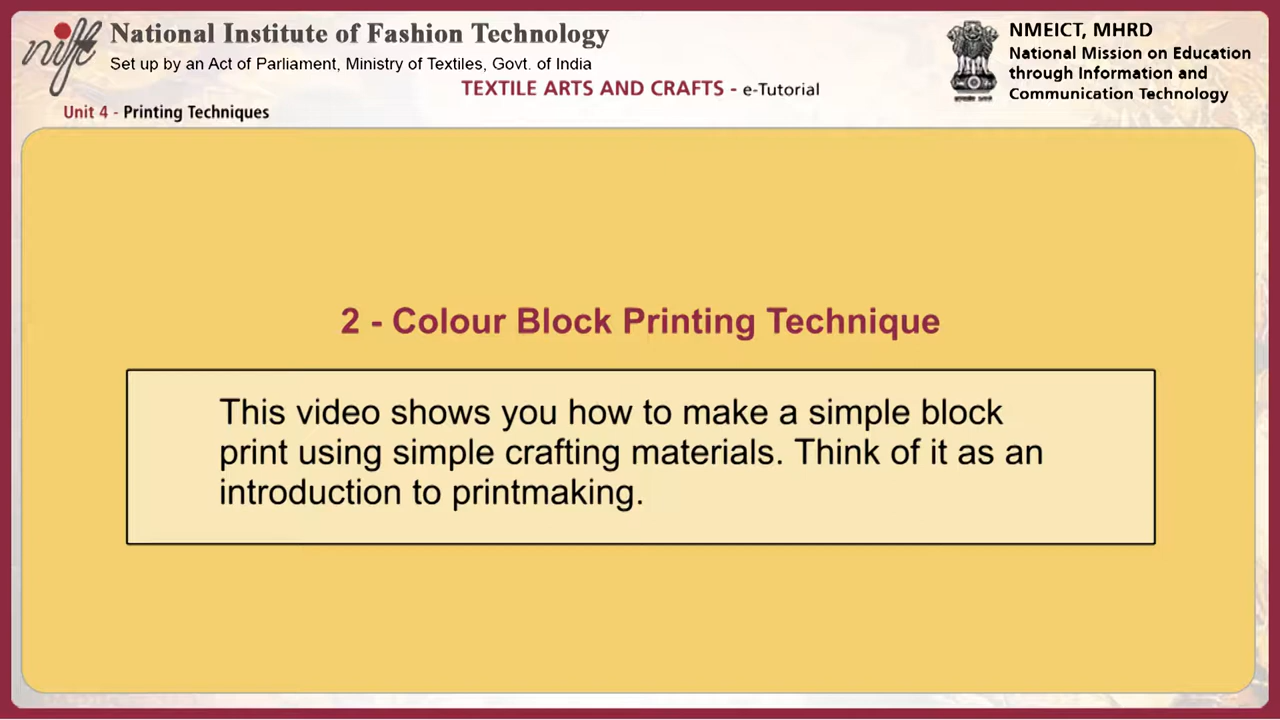 nift
National Institute of Fashion Technology
Set up by an Act of Parliament, Ministry of Textiles, Govt. of India
NMEICT, MHRD
National Mission on Education
through Information and
Communication Technology
TEXTILE ARTS AND CRAFTS - e-Tutorial
Unit 4 - Printing Techniques
2 - Colour Block Printing Technique
This video shows you how to make a simple block
print using simple crafting materials. Think of it as an
introduction to printmaking.